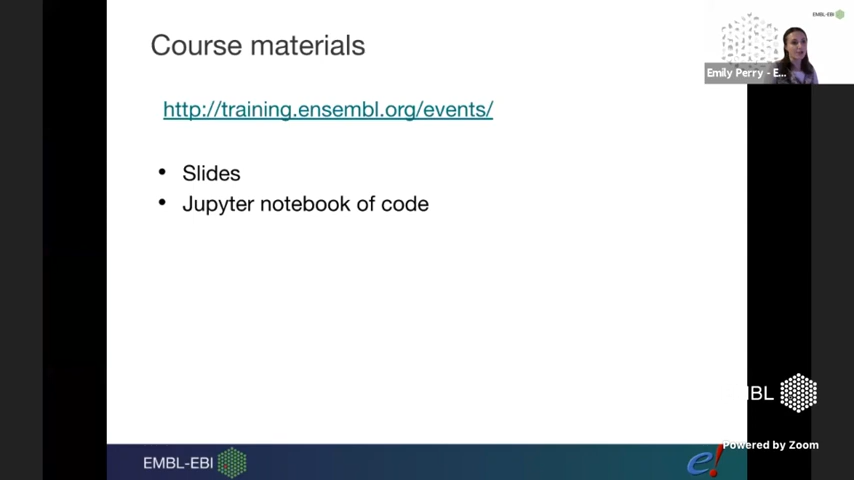 Course materials
EMBL-EBI
Emily Perry - E...
http://training.ensembl.org/events/
• Slides
• Jupyter notebook of code
MBL
Powered by Zoom
EMBL-EBI
e!